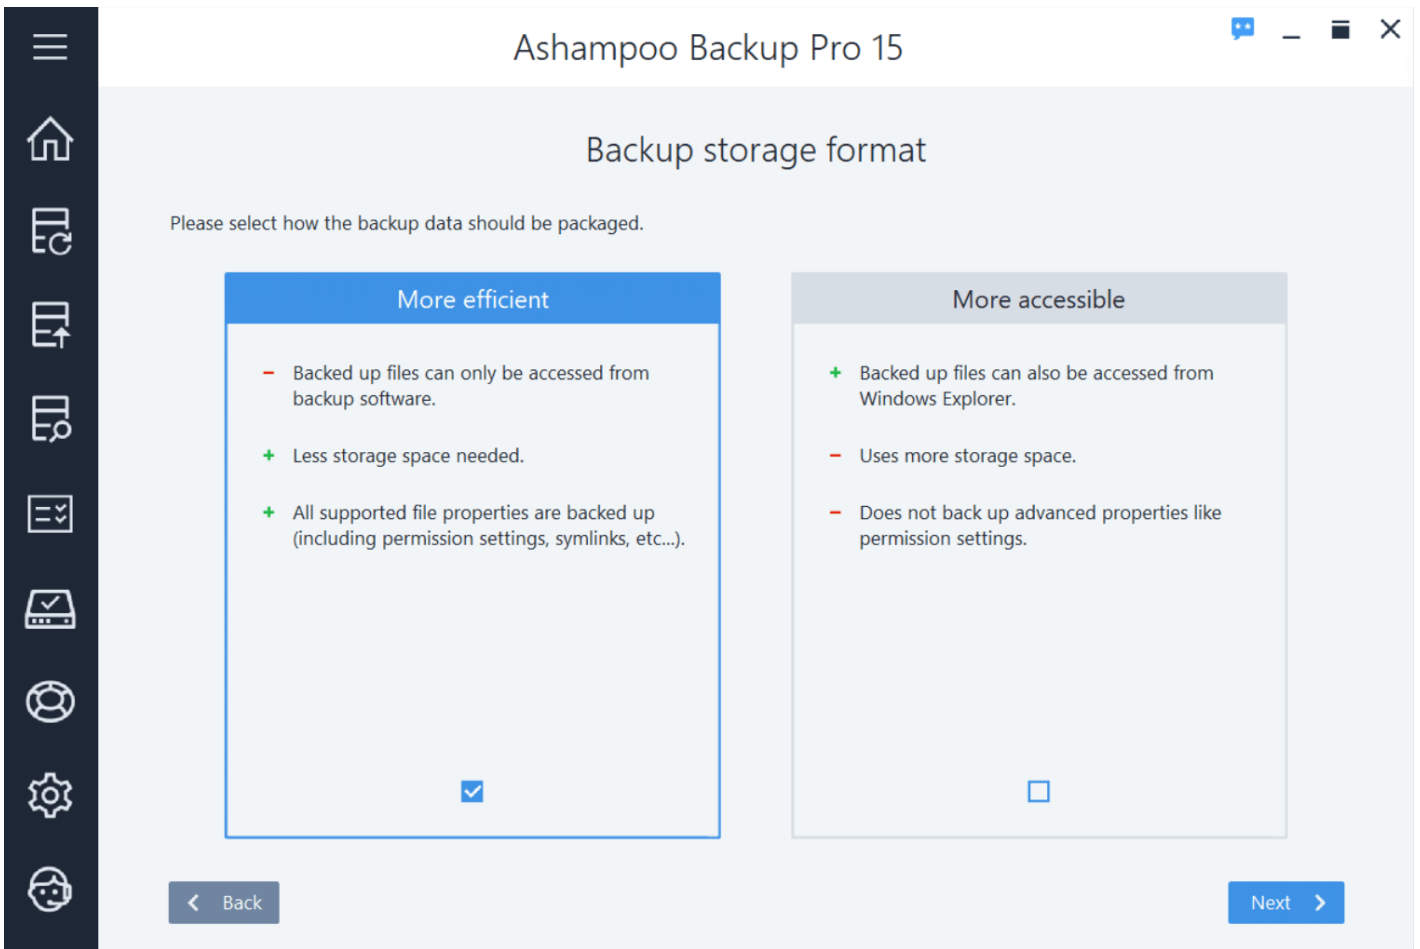 Ashampoo Backup Pro 15
Backup storage format
Please select how the backup data should be packaged.
More efficient
- Backed up files can only be accessed from
backup software.
+ Less storage space needed.
+ All supported file properties are backed up
(including permission settings, symlinks, etc...).
More accessible
+ Backed up files can also be accessed from
Windows Explorer.
- Uses more storage space.
- Does not back up advanced properties like
permission settings.
Back
Next